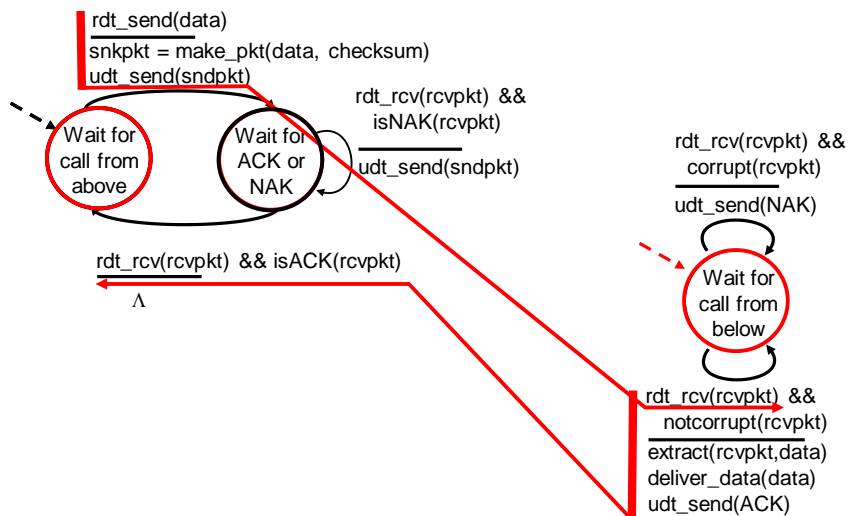 rdt_send(data)
snkpkt = make_pkt(data, checksum)
udt_send(sndpkt)
Wait for
call from
above
Wait for
ACK or
NAK
rdt_rcv(rcvpkt) &&
isNAK(rcvpkt)
udt_send(sndpkt)
rdt_rcv(rcvpkt) && isACK(rcvpkt)
Λ
rdt_rcv(rcvpkt) &&
corrupt(rcvpkt)
udt_send(NAK)
Wait for
call from
below
rdt_rcv(rcvpkt) &&
notcorrupt(rcvpkt)
extract(rcvpkt,data)
deliver_data(data)
udt_send(ACK)